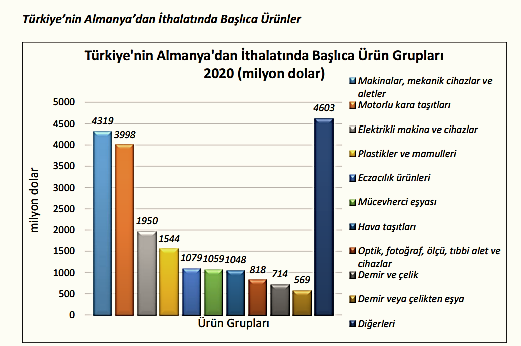 Türkiye’nin Almanya’dan İthalatında Başlıca Ürünler
Türkiye'nin Almanya'dan İthalatında Başlıca Ürün Grupları
2020 (milyon dolar)
milyon dolar
5000
4500
4000
3500
3000
2500
2000
1500
1000
500
0
4319
3998
1950
1544
1079
1059
1048
818
714
569
4603
Ürün Grupları
Makinalar, mekanik cihazlar ve
aletler
Motorlu kara taşıtları
Elektrikli makina ve cihazlar
Plastikler ve mamulleri
Eczacılık ürünleri
Mücevherci eşyası
Hava taşıtları
Optik, fotoğraf, ölçü, tıbbi alet ve
cihazlar
Demir ve çelik
Demir veya çelikten eşya
Diğerleri